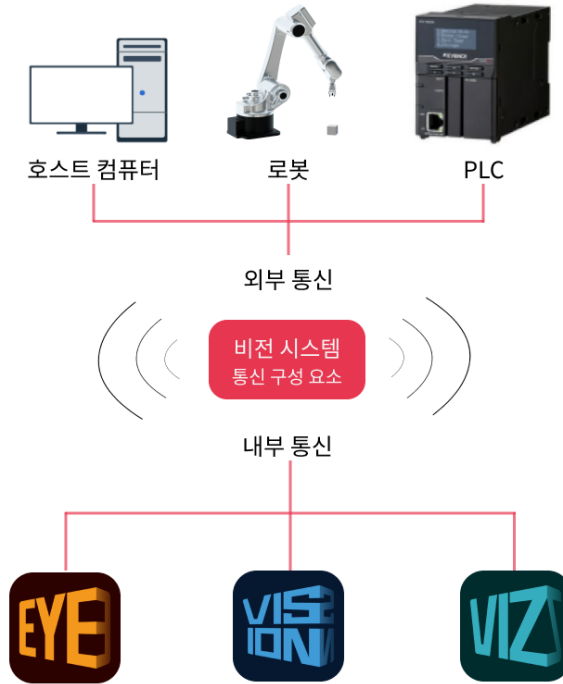 KEYENCE
호스트 컴퓨터
로봇
PLC
외부 통신
비전 시스템
통신 구성 요소
내부 통신
EYE
VIS
ION
VIZ